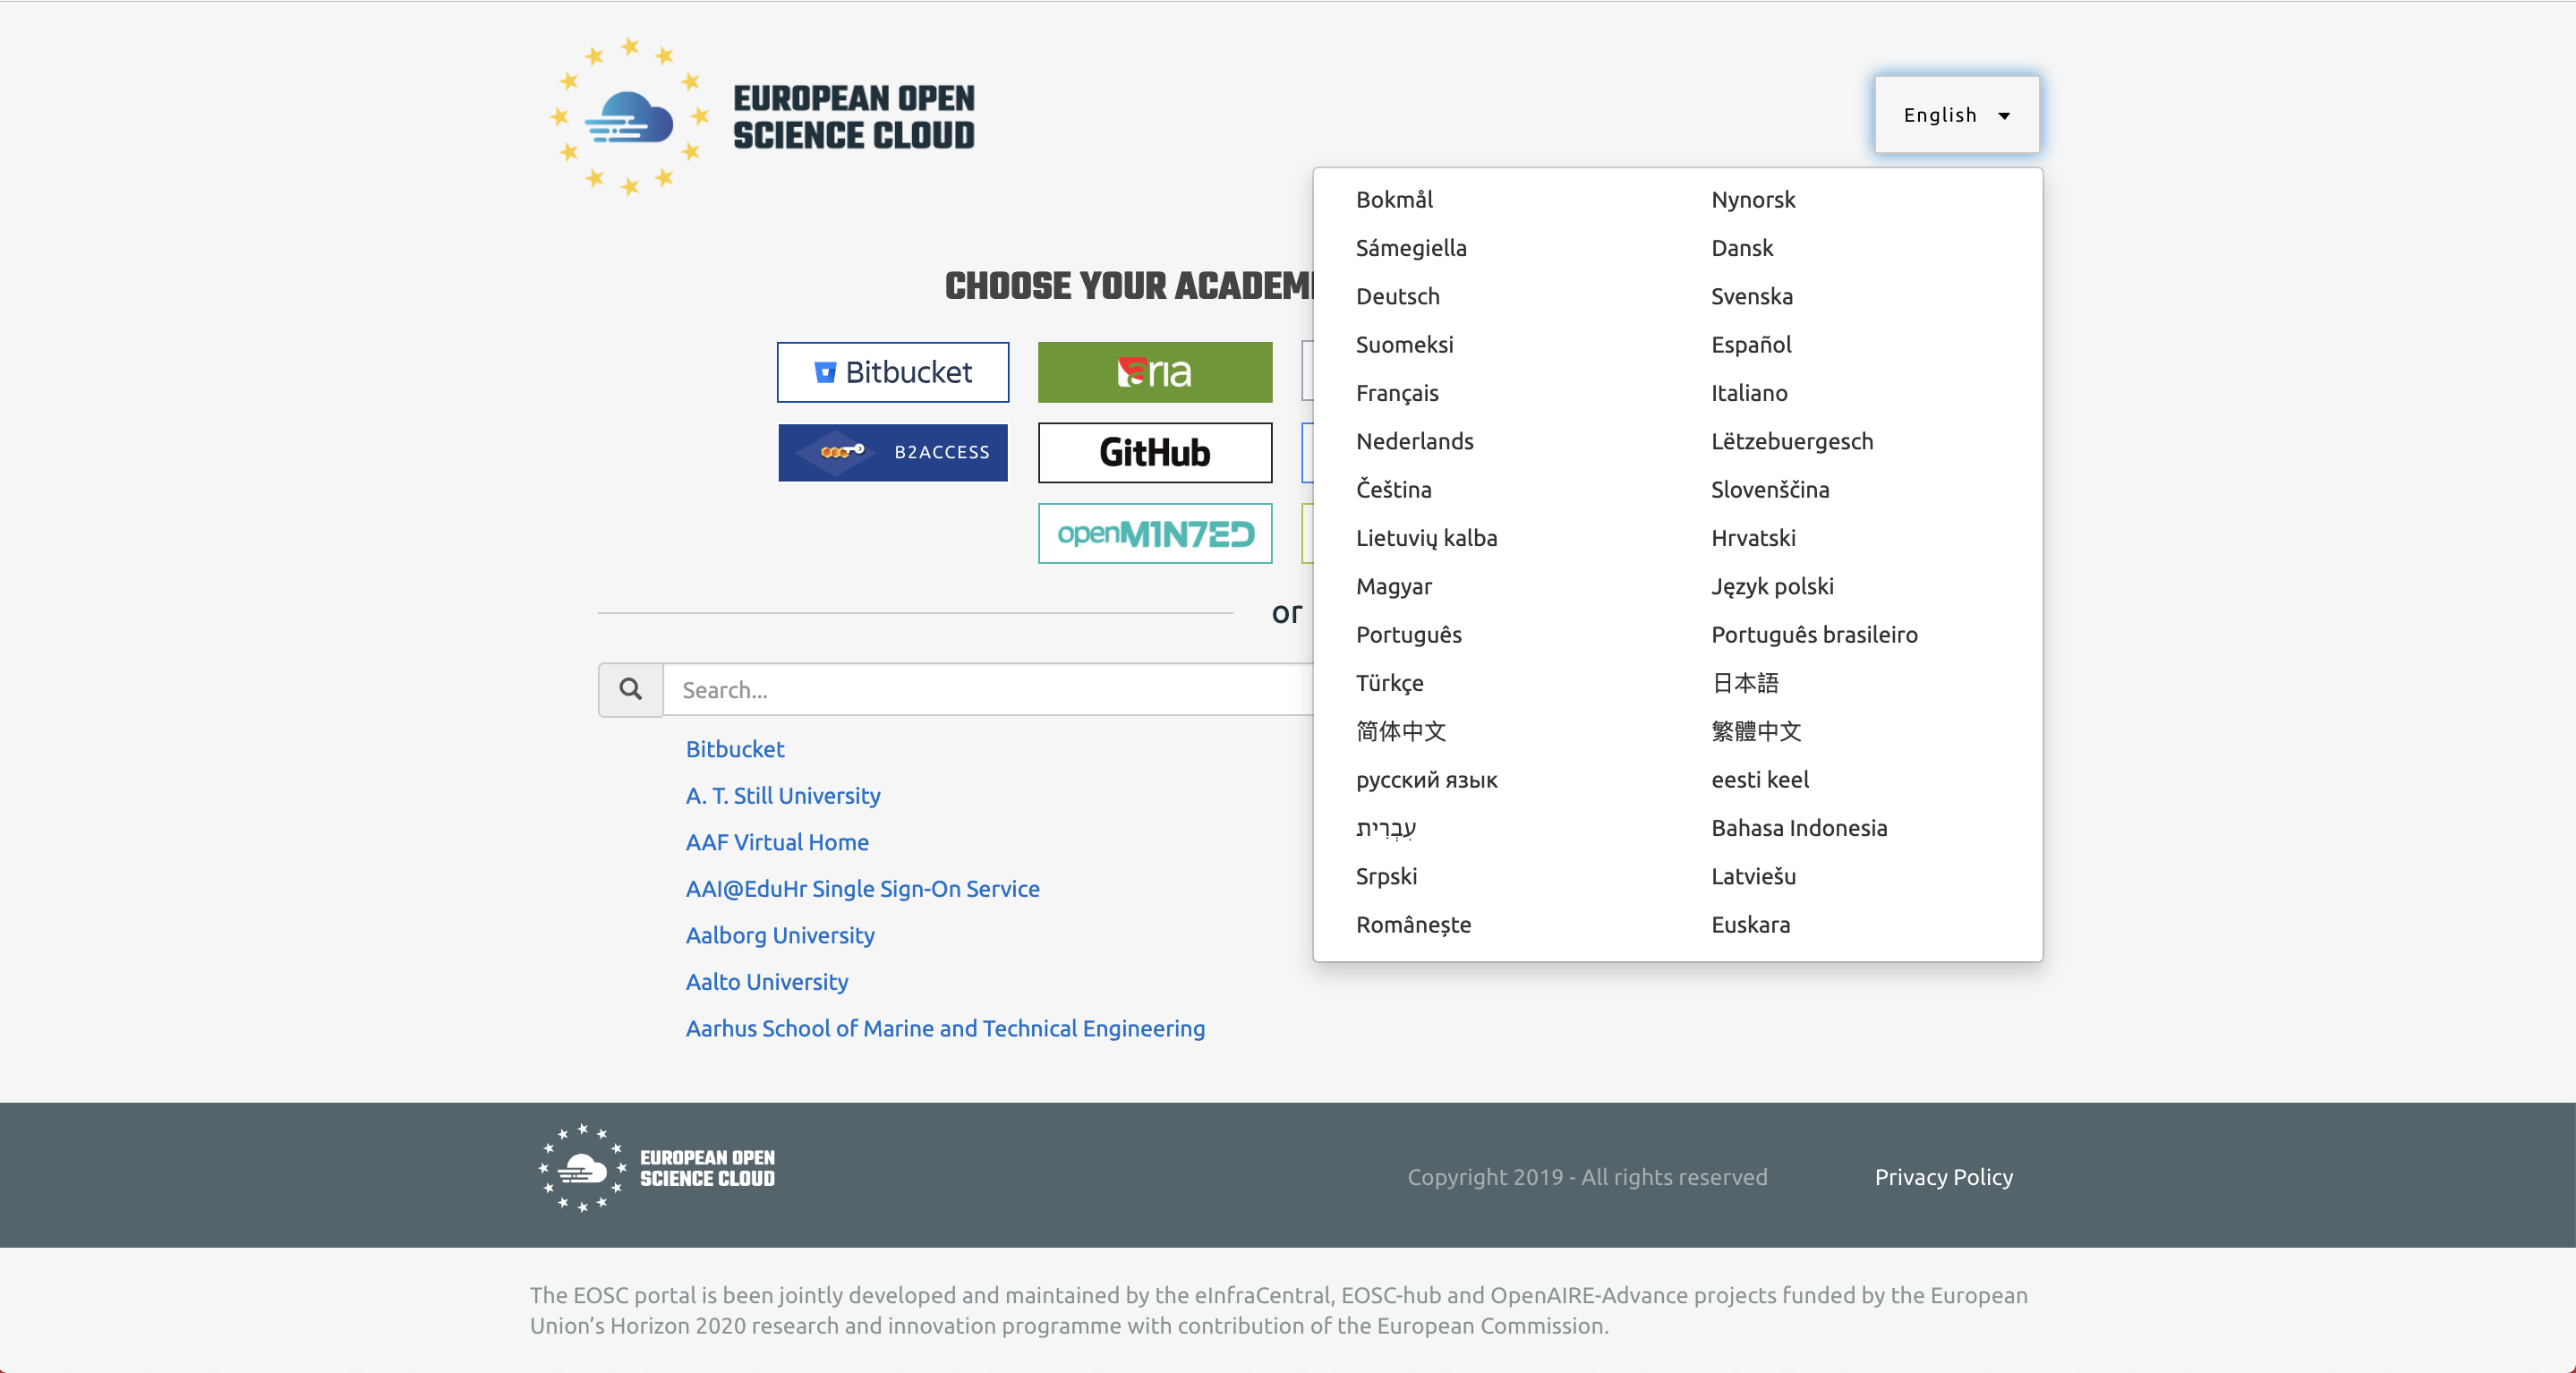 EUROPEAN OPEN
SCIENCE CLOUD
English
CHOOSE YOUR
Bitbucket
aria
B2ACCESS
GitHub
openM1N7ED
or
Search...
Bitbucket
A. T. Still University
AAF Virtual Home
AAI@EduHr Single Sign-On Service
Aalborg University
Aalto University
Aarhus School of Marine and Technical Engineering
Bokmål
Nynorsk
Sámegiella
Dansk
Deutsch
Svenska
Suomeksi
Español
Français
Italiano
Nederlands
Lëtzebuergesch
Čeština
Slovenščina
Lietuvių kalba
Hrvatski
Magyar
Język polski
Português
Português brasileiro
Türkçe
日本語
简体中文
繁體中文
русский язык
eesti keel
עִבְרִית
Bahasa Indonesia
Srpski
Latviešu
Românește
Euskara
EUROPEAN OPEN
SCIENCE CLOUD
Copyright 2019 - All rights reserved
Privacy Policy
The EOSC portal is been jointly developed and maintained by the eInfraCentral, EOSC-hub and OpenAIRE-Advance projects funded by the European
Union’s Horizon 2020 research and innovation programme with contribution of the European Commission.